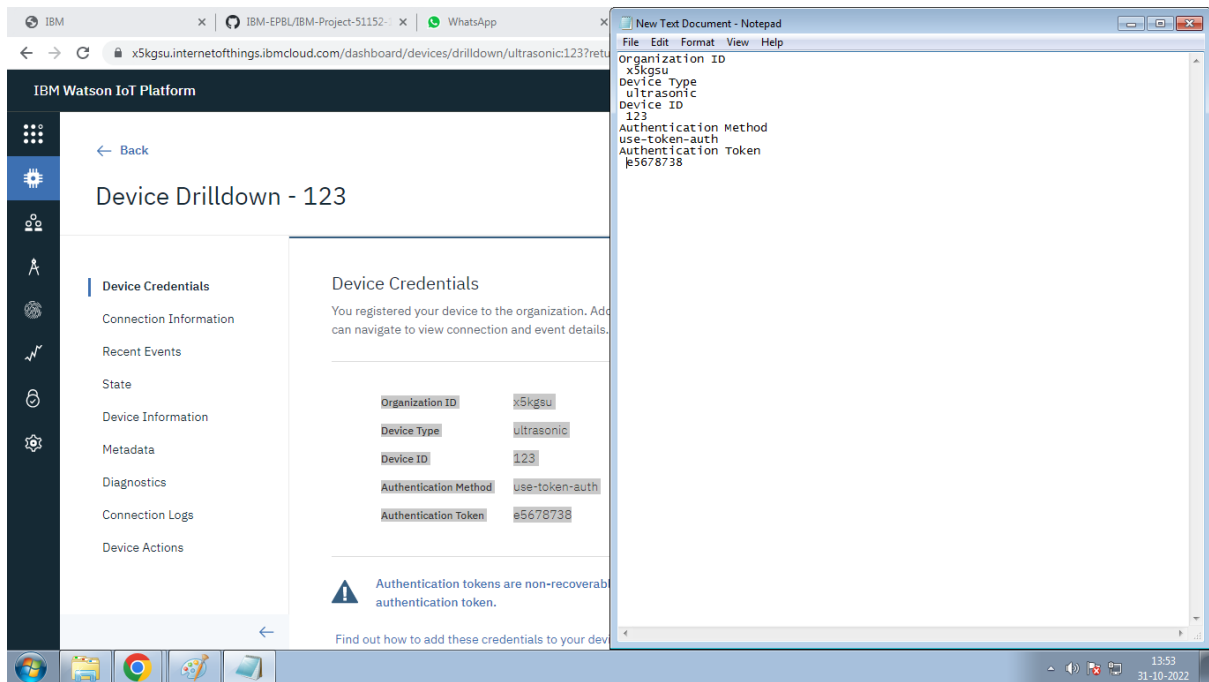 IBM
IBM-EPBL/IBM-Project-51152-
WhatsApp
x5kgsu.internetofthings.ibmcloud.com/dashboard/devices/drilldown/ultrasonic:123?retu
IBM Watson IoT Platform
Back
Device Drilldown - 123
Device Credentials
Connection Information
Recent Events
State
Device Information
Metadata
Diagnostics
Connection Logs
Device Actions
Device Credentials
You registered your device to the organization. Add
can navigate to view connection and event details.
Organization ID x5kgsu
Device Type ultrasonic
Device ID 123
Authentication Method use-token-auth
Authentication Token e5678738
Authentication tokens are non-recoverabl
authentication token.
Find out how to add these credentials to your devi
New Text Document - Notepad
File Edit Format View Help
Organization ID
x5kgsu
Device Type
ultrasonic
Device ID
123
Authentication Method
use-token-auth
Authentication Token
e5678738
13:53
31-10-2022